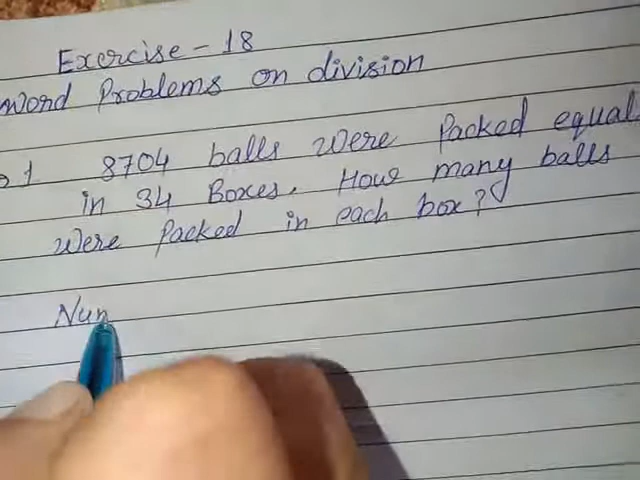 Exercise - 18
Word Problems on division
1 8704 balls were Packed equal
in 34 Boxes. How many balls
were Packed in each box?
Num